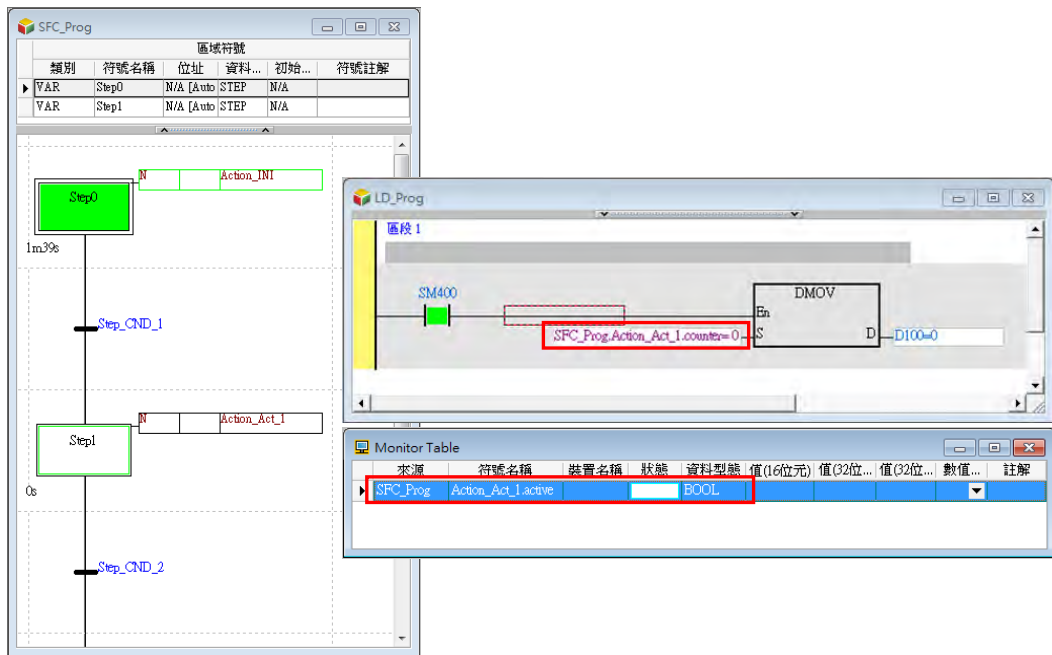 SFC_Prog
區域符號
類別 符號名稱 位址 資料... 初始... 符號註解
VAR Step0 N/A [Auto STEP N/A
VAR Step1 N/A [Auto STEP N/A
N Action_INI
Step0
1m39s
Step_CND_1
N Action_Act_1
Step1
0s
Step_CND_2
LD_Prog
區段 1
SM400
DMOV
En
SFC_Prog.Action_Act_1.counter=0 S D D100=0
Monitor Table
來源 符號名稱 裝置名稱 狀態 資料型態 值(16位元) 值(32位... 值(32位... 數值... 註解
SFC_Prog Action_Act_1.active BOOL